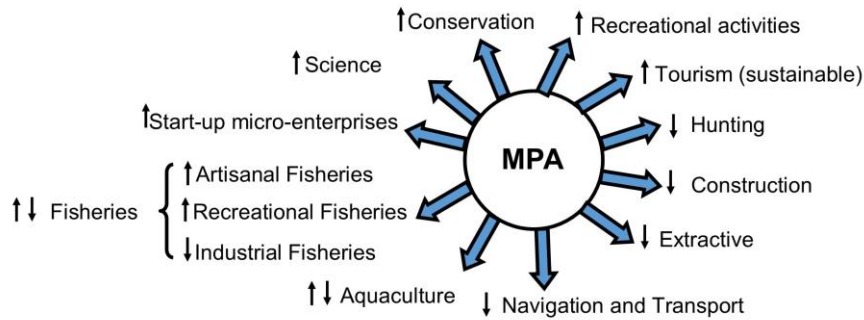 ↑Conservation
↑Recreational activities
↑Science
↑Tourism (sustainable)
↑Start-up micro-enterprises
↓ Hunting
MPA
↑Artisanal Fisheries
↓ Construction
↑↓ Fisheries
↑Recreational Fisheries
↓Industrial Fisheries
↓ Extractive
↑↓ Aquaculture
↓ Navigation and Transport